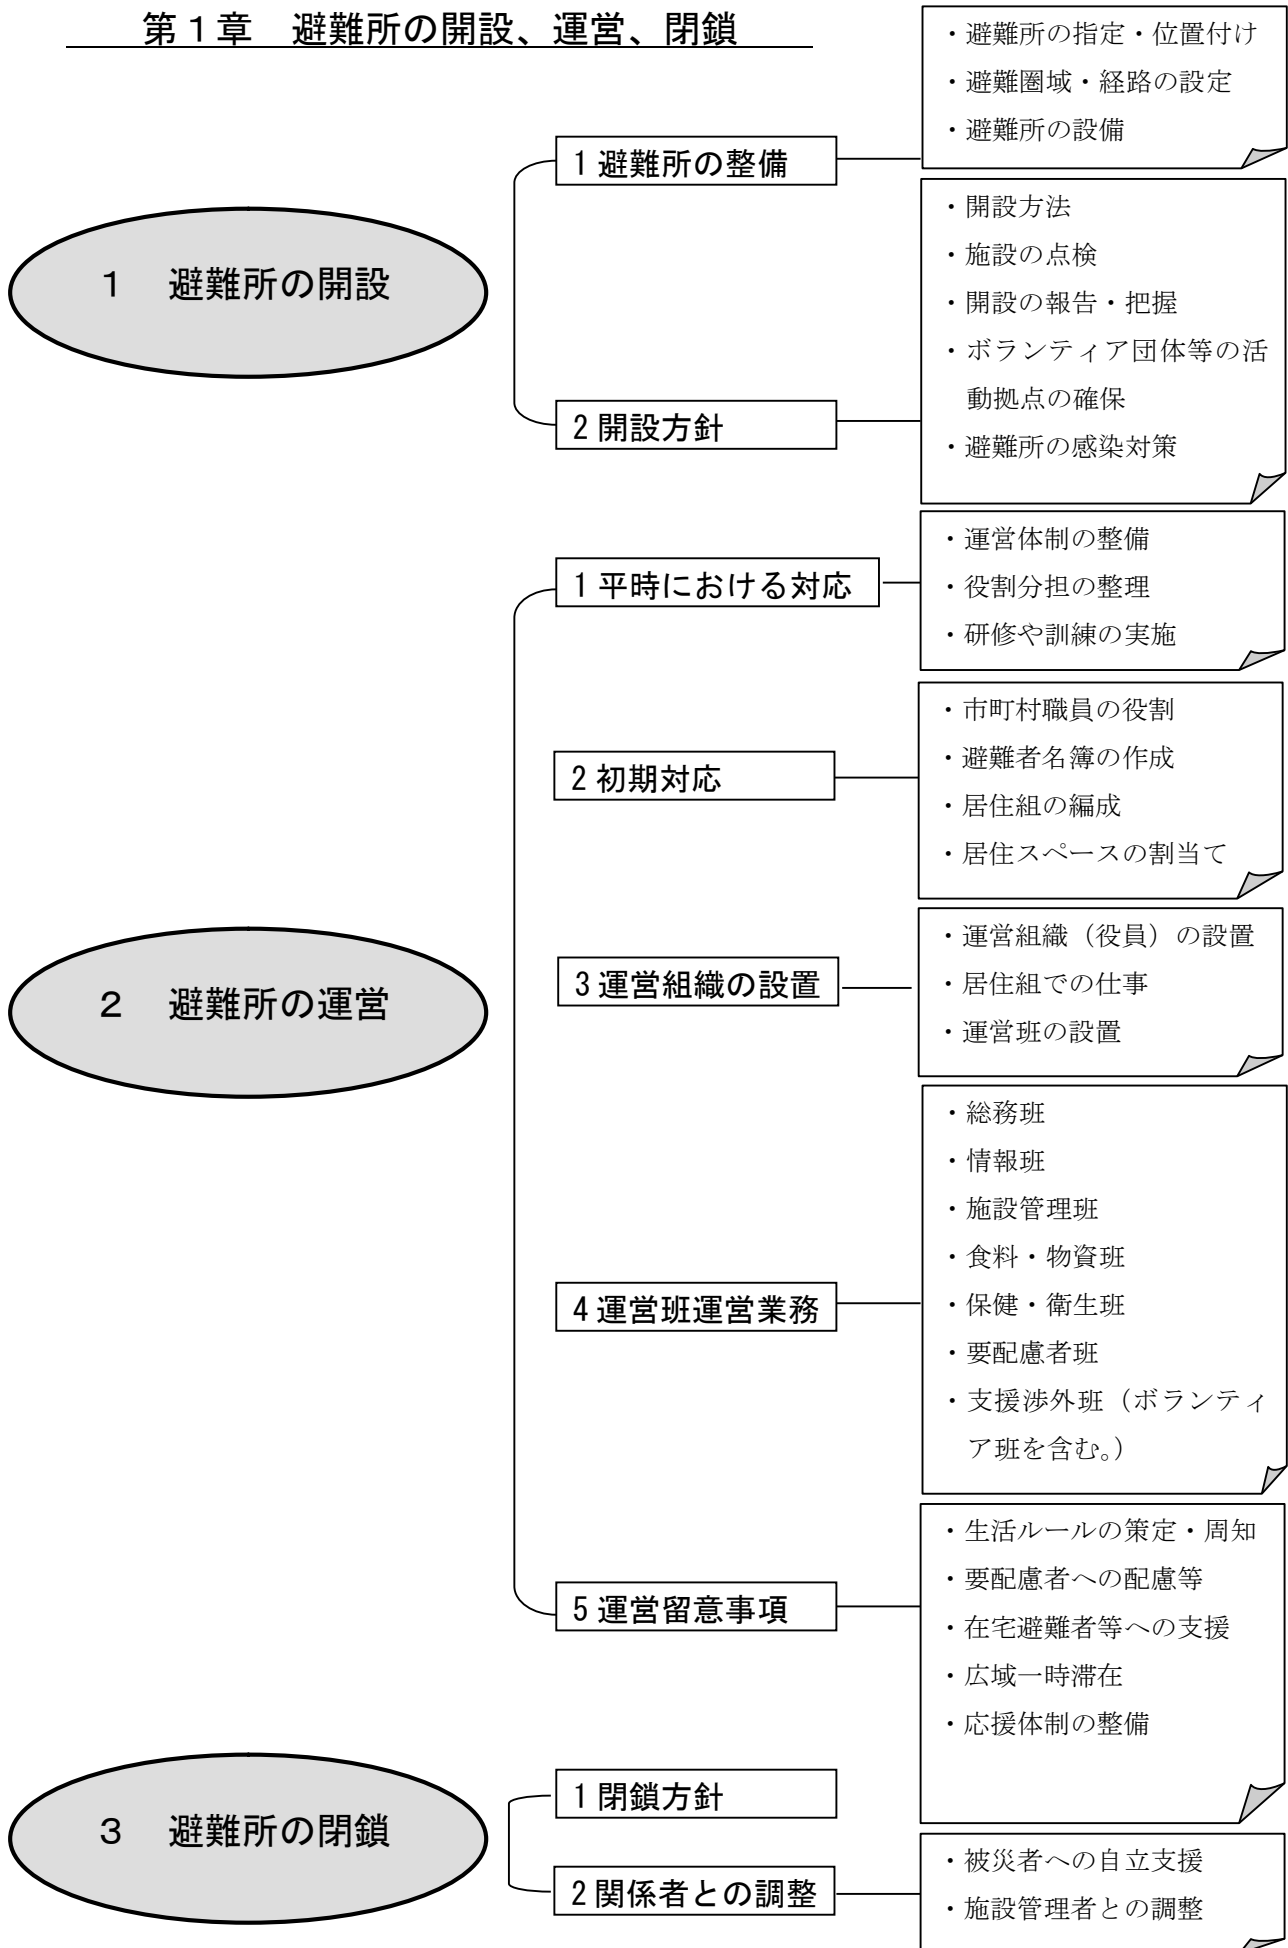 第1章　避難所の開設、運営、閉鎖
1　避難所の開設
1 避難所の整備
・避難所の指定・位置付け
・避難圏域・経路の設定
・避難所の設備
2 開設方針
・開設方法
・施設の点検
・開設の報告・把握
・ボランティア団体等の活
動拠点の確保
・避難所の感染対策
2　避難所の運営
1 平時における対応
・運営体制の整備
・役割分担の整理
・研修や訓練の実施
2 初期対応
・市町村職員の役割
・避難者名簿の作成
・居住組の編成
・居住スペースの割当て
3 運営組織の設置
・運営組織（役員）の設置
・居住組での仕事
・運営班の設置
4 運営班運営業務
・総務班
・情報班
・施設管理班
・食料・物資班
・保健・衛生班
・要配慮者班
・支援渉外班（ボランティ
ア班を含む。）
5 運営留意事項
・生活ルールの策定・周知
・要配慮者への配慮等
・在宅避難者等への支援
・広域一時滞在
・応援体制の整備
3　避難所の閉鎖
1 閉鎖方針
2 関係者との調整
・被災者への自立支援
・施設管理者との調整